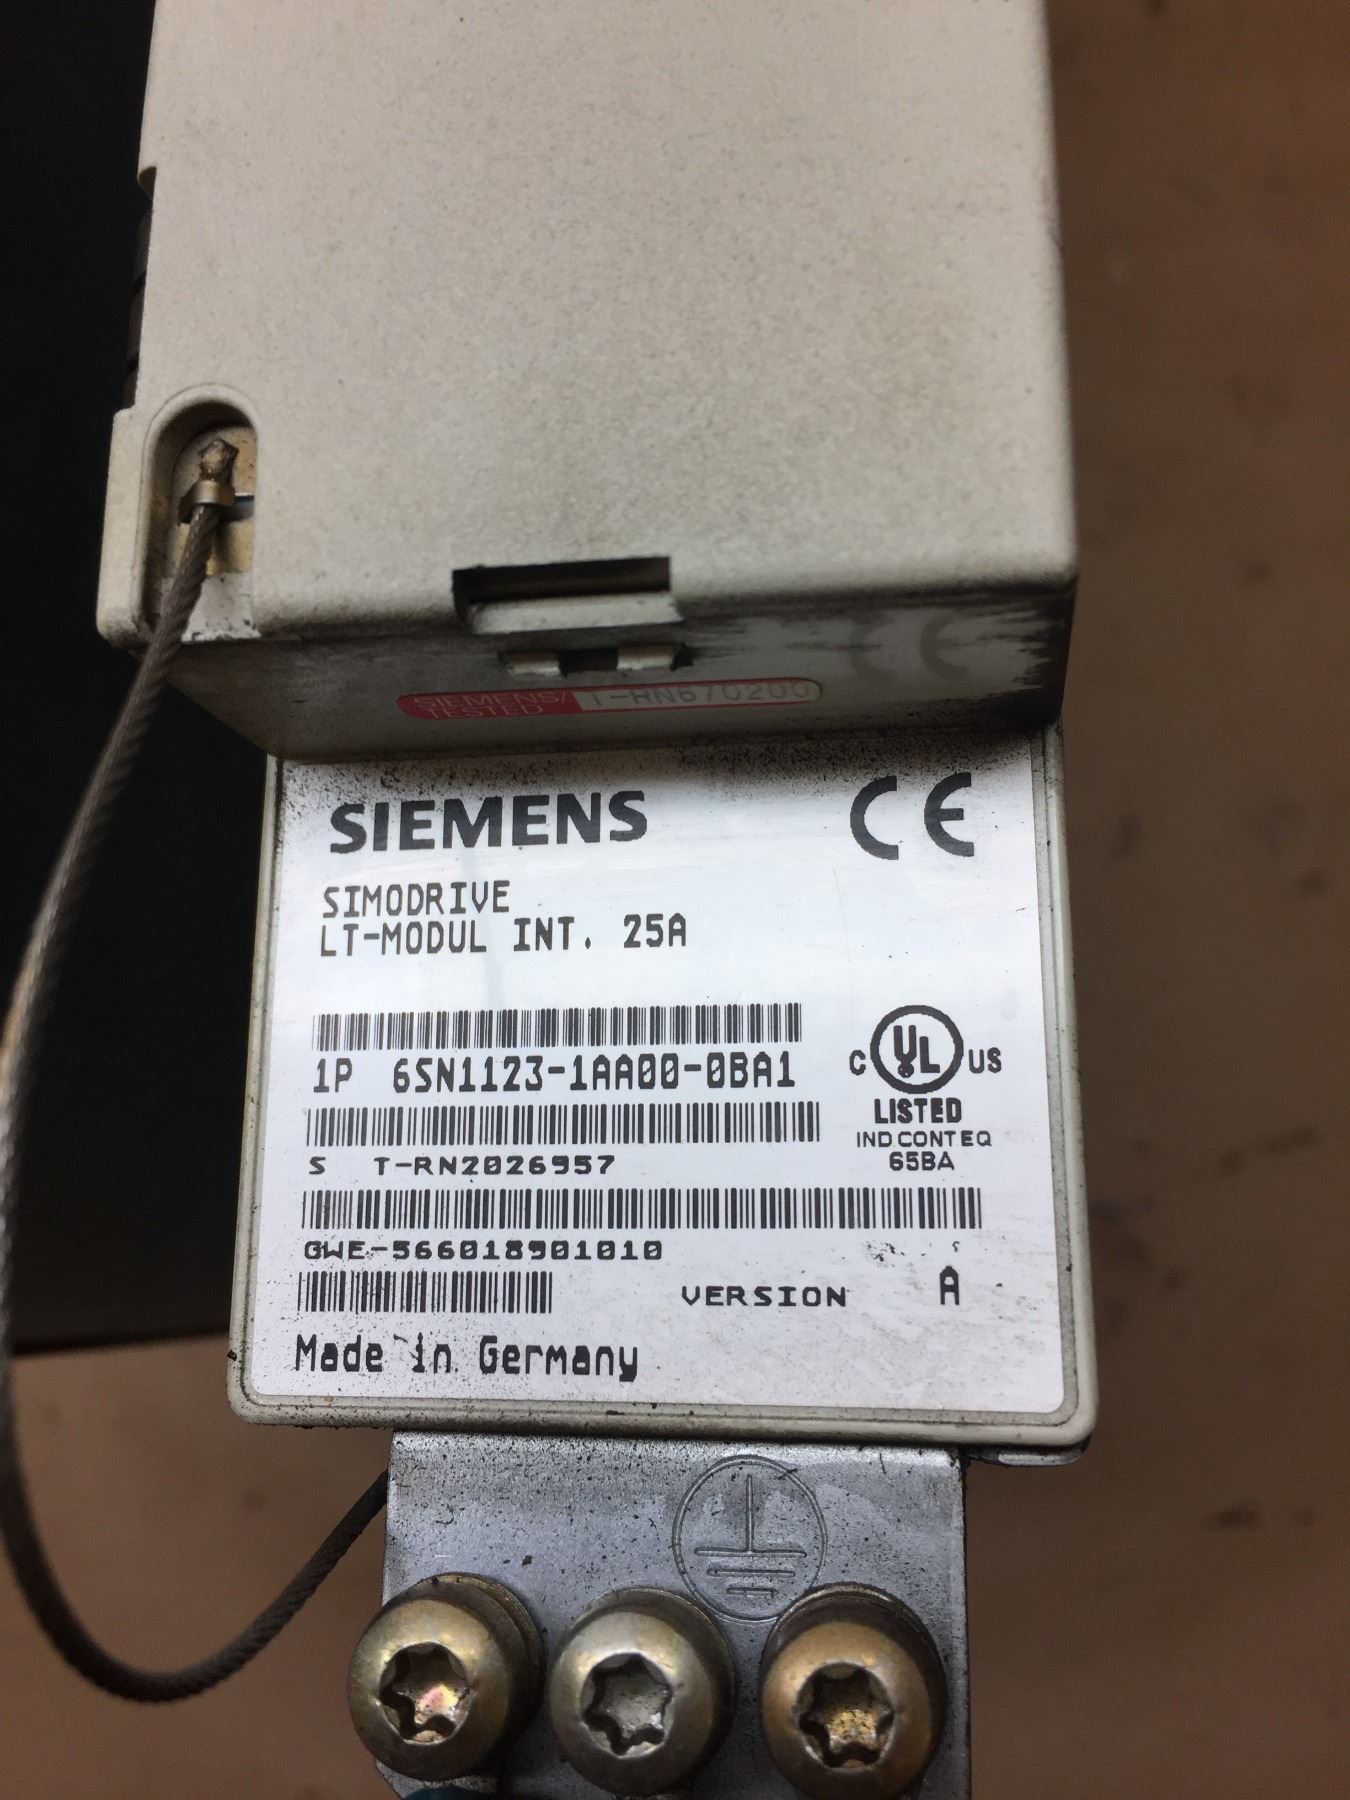 SIEMENS/ T-RN670200
TESTED
CE
SIEMENS CE
SIMODRIVE
LT-MODUL INT. 25A
1P 6SN1123-1AA00-0BA1
C UL US
LISTED
IND CONT EQ
65BA
S T-RN2026957
GWE-566018901010
VERSION A
Made in Germany